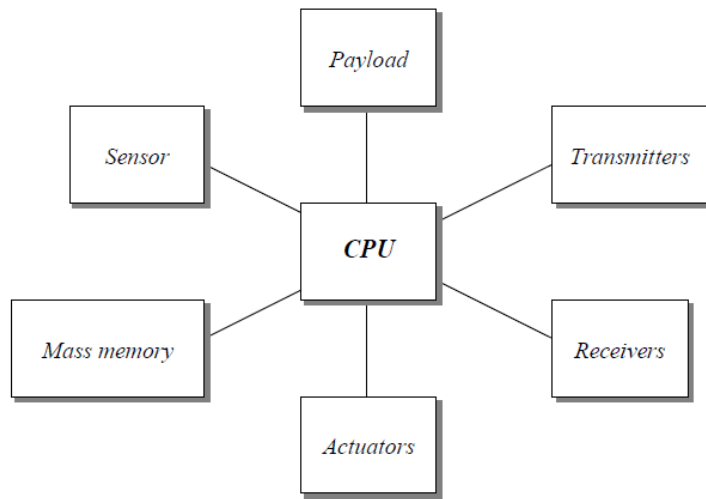 Payload
Sensor
Transmitters
CPU
Mass memory
Receivers
Actuators